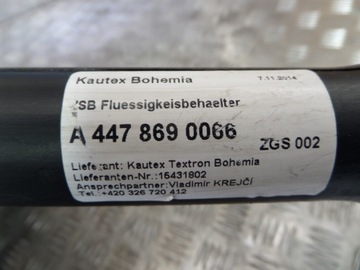 Kautex Bohemia 7.11.2014
SB Fluessigkeisbehaelter
A 447 869 0066 ZGS 002
Lieferant: Kautex Textron Bohemia
Lieferanten-Nr.:16431802
Ansprechpartner:Vladimír KREJČÍ
Tel.:+420 326 720 412